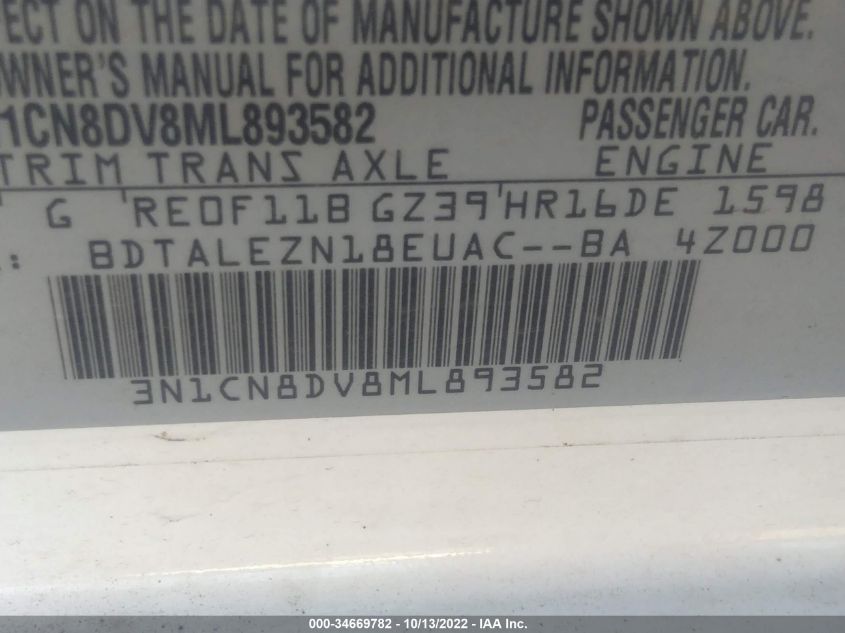 ECT ON THE DATE OF MANUFACTURE SHOWN ABOVE.
WNER'S MANUAL FOR ADDITIONAL INFORMATION.
1CN8DV8ML893582 PASSENGER CAR.
TRIM TRANS AXLE ENGINE
G RE0F11B GZ39 HR16DE 1598
: BDTALEZN18EUAC--BA 4Z000
3N1CN8DV8ML893582
000-34669782 - 10/13/2022 - IAA Inc.